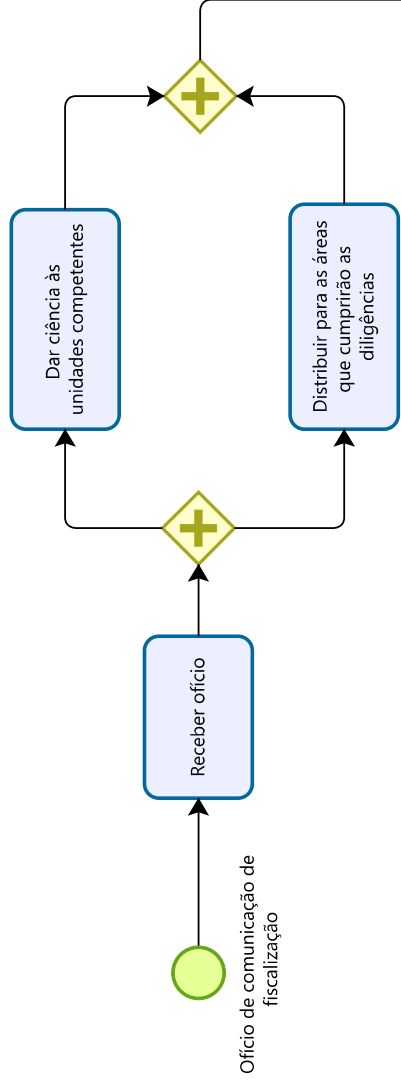 Ofício de comunicação de
fiscalização
Receber ofício
Dar ciência às
unidades competentes
Distribuir para as áreas
que cumprirão as
diligências